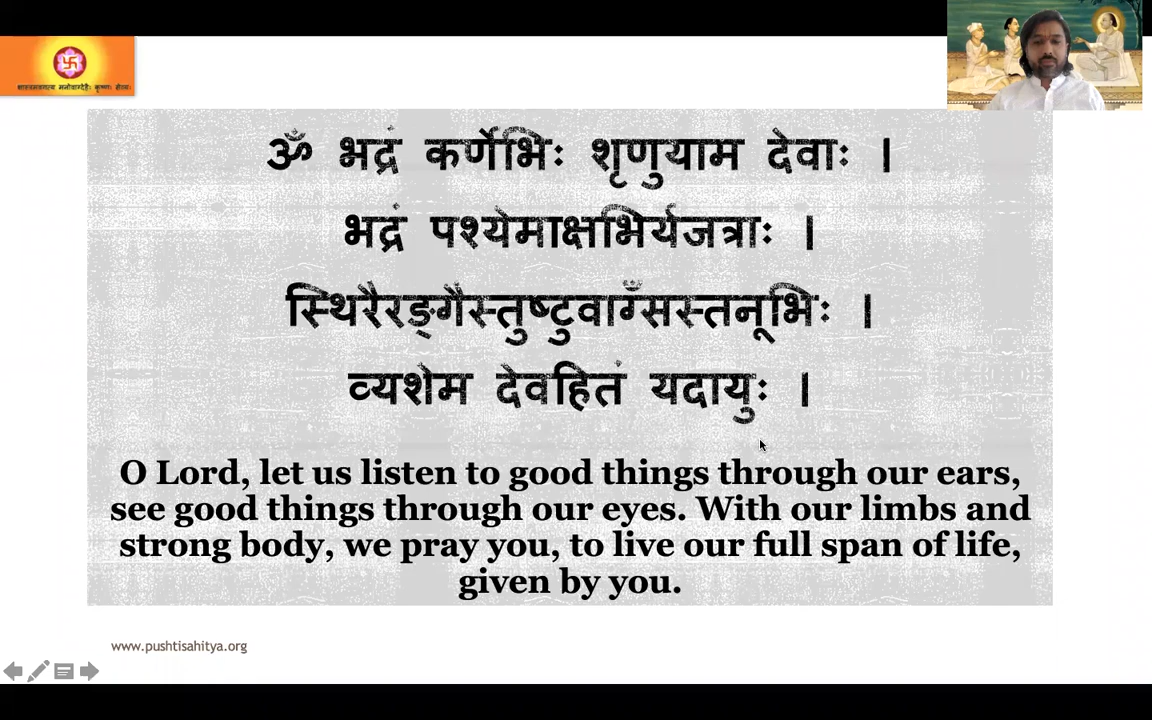 शास्त्रमवगत्य मनोवाग्देहैः कृष्णः सेव्यः
ॐ भद्रं कर्णेभिः शृणुयाम देवाः ।
भद्रं पश्येमाक्षभिर्यजत्राः ।
स्थिरैरङ्गैस्तुष्टुवाग्ँसस्तनूभिः ।
व्यशेम देवहितं यदायुः ।
O Lord, let us listen to good things through our ears,
see good things through our eyes. With our limbs and
strong body, we pray you, to live our full span of life,
given by you.
www.pushtisahitya.org